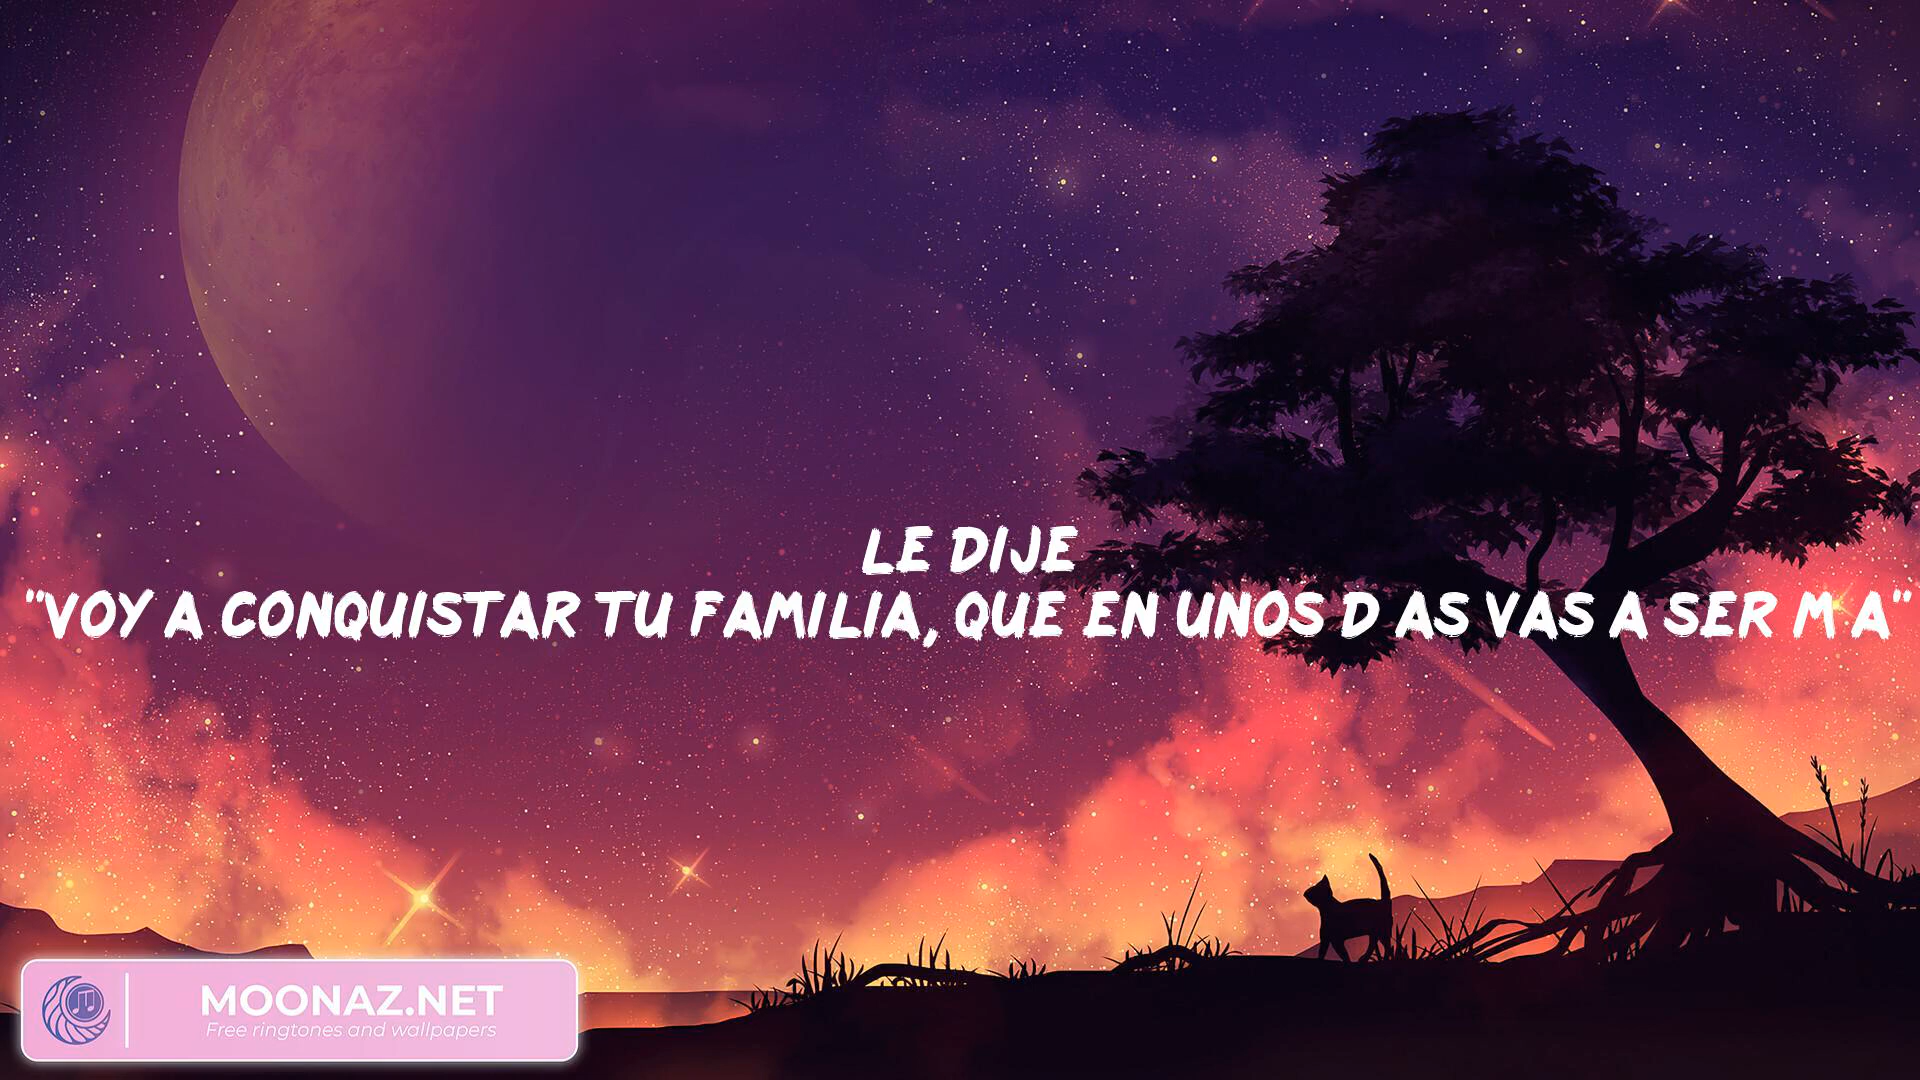 LE DIJE
"VOY A CONQUISTAR TU FAMILIA, QUE EN UNOS D AS VAS A SER M A"
MOONAZ.NET
Free ringtones and wallpapers